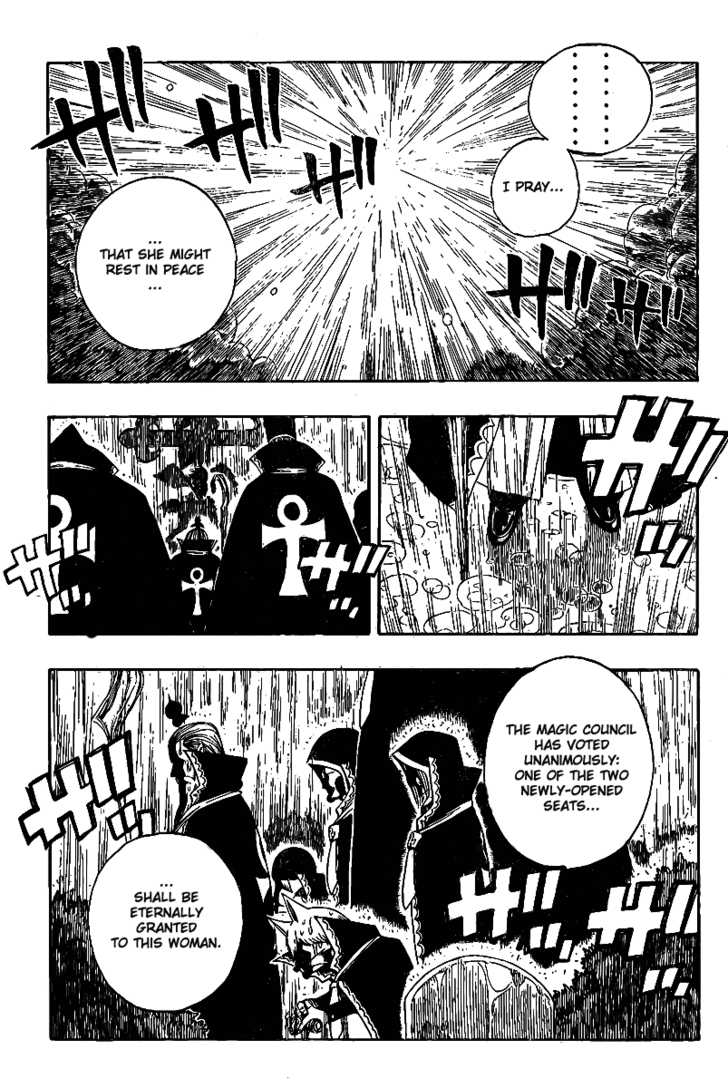 ザ"
ザ"
ザ"
I PRAY...
...
THAT SHE MIGHT
REST IN PEACE
...
ザ"
ザ"
ザ"
ザ"
ザ"
THE MAGIC COUNCIL
HAS VOTED
UNANIMOUSLY:
ONE OF THE TWO
NEWLY-OPENED
SEATS...
ザ"
...
SHALL BE
ETERNALLY
GRANTED
TO THIS WOMAN.
ザ"
ザ"